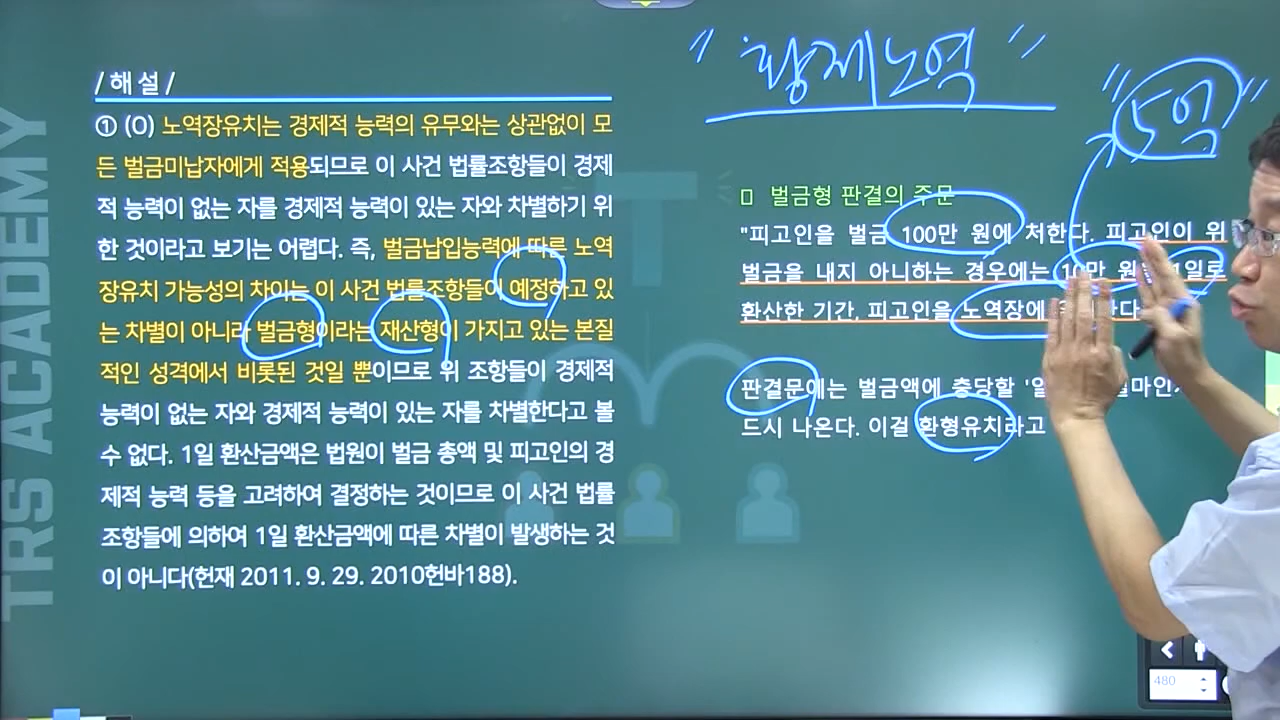 TRS ACADEMY
/ 해 설 /
① (O) 노역장유치는 경제적 능력의 유무와는 상관없이 모
든 벌금미납자에게 적용되므로 이 사건 법률조항들이 경제
적 능력이 없는 자를 경제적 능력이 있는 자와 차별하기 위
한 것이라고 보기는 어렵다. 즉, 벌금납입능력에 따른 노역
장유치 가능성의 차이는 이 사건 법률조항들이 예정하고 있
는 차별이 아니라 벌금형이라는 재산형이 가지고 있는 본질
적인 성격에서 비롯된 것일 뿐이므로 위 조항들이 경제적
능력이 없는 자와 경제적 능력이 있는 자를 차별한다고 볼
수 없다. 1일 환산금액은 법원이 벌금 총액 및 피고인의 경
제적 능력 등을 고려하여 결정하는 것이므로 이 사건 법률
조항들에 의하여 1일 환산금액에 따른 차별이 발생하는 것
이 아니다(헌재 2011. 9. 29. 2010헌바188).
"황제노역"
"5억"
벌금형 판결의 주문
"피고인을 벌금 100만 원에 처한다. 피고인이 위
벌금을 내지 아니하는 경우에는 10만 원을 1일로
환산한 기간, 피고인을 노역장에
판결문에는 벌금액에 충당할
드시 나온다. 이걸 환형유치라고
480